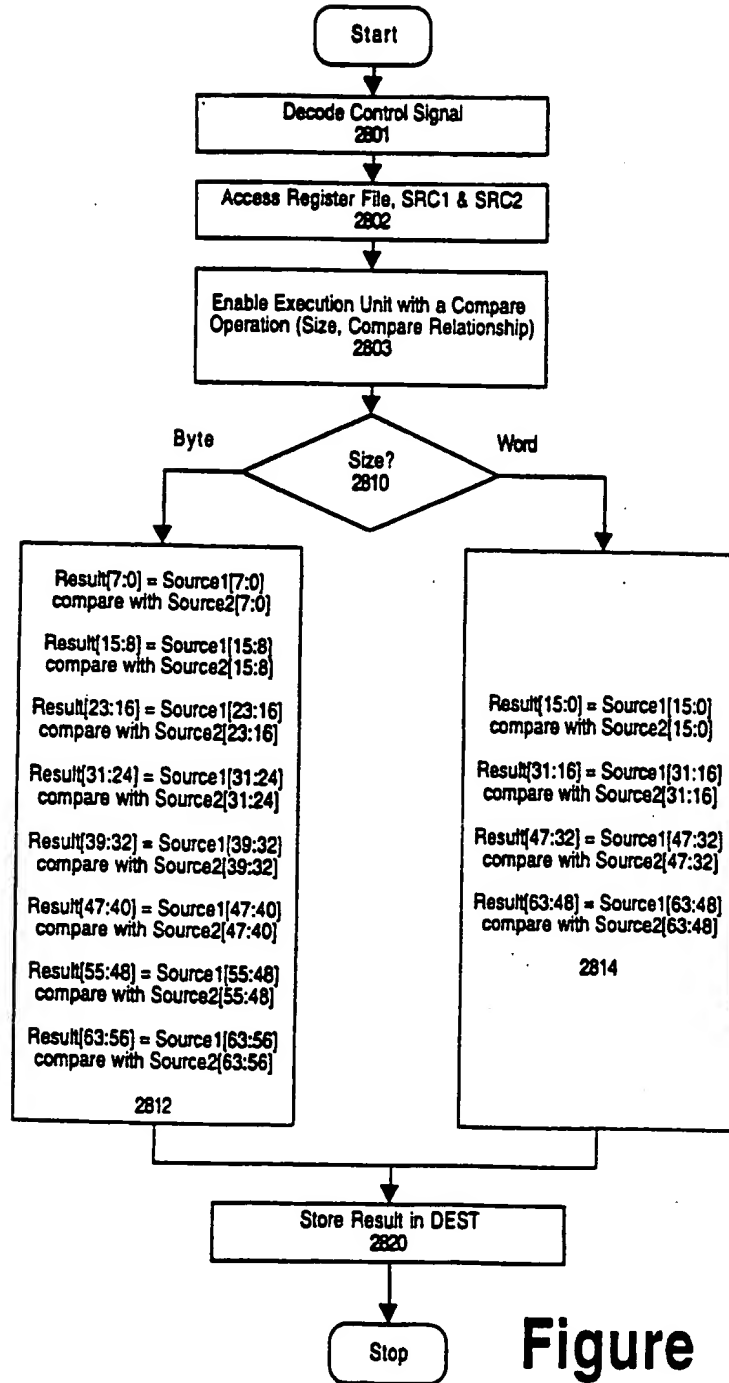 Start
Decode Control Signal
2801
Access Register File, SRC1 & SRC2
2802
Enable Execution Unit with a Compare
Operation (Size, Compare Relationship)
2803
Byte
Size?
2810
Word
Result[7:0] = Source1[7:0]
compare with Source2[7:0]
Result[15:8] = Source1[15:8]
compare with Source2[15:8]
Result[23:16] = Source1[23:16]
compare with Source2[23:16]
Result[31:24] = Source1[31:24]
compare with Source2[31:24]
Result[39:32] = Source1[39:32]
compare with Source2[39:32]
Result[47:40] = Source1[47:40]
compare with Source2[47:40]
Result[55:48] = Source1[55:48]
compare with Source2[55:48]
Result[63:56] = Source1[63:56]
compare with Source2[63:56]
2812
Result[15:0] = Source1[15:0]
compare with Source2[15:0]
Result[31:16] = Source1[31:16]
compare with Source2[31:16]
Result[47:32] = Source1[47:32]
compare with Source2[47:32]
Result[63:48] = Source1[63:48]
compare with Source2[63:48]
2814
Store Result in DEST
2820
Stop
Figure